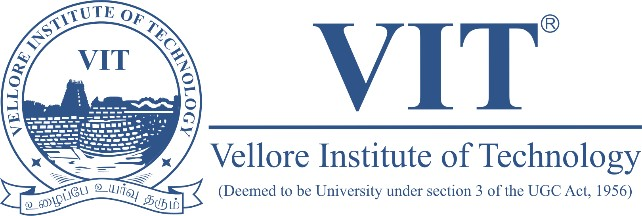 VELLORE INSTITUTE OF TECHNOLOGY
VIT
உழைப்பே உயர்வு தரும்
VIT®
Vellore Institute of Technology
(Deemed to be University under section 3 of the UGC Act, 1956)